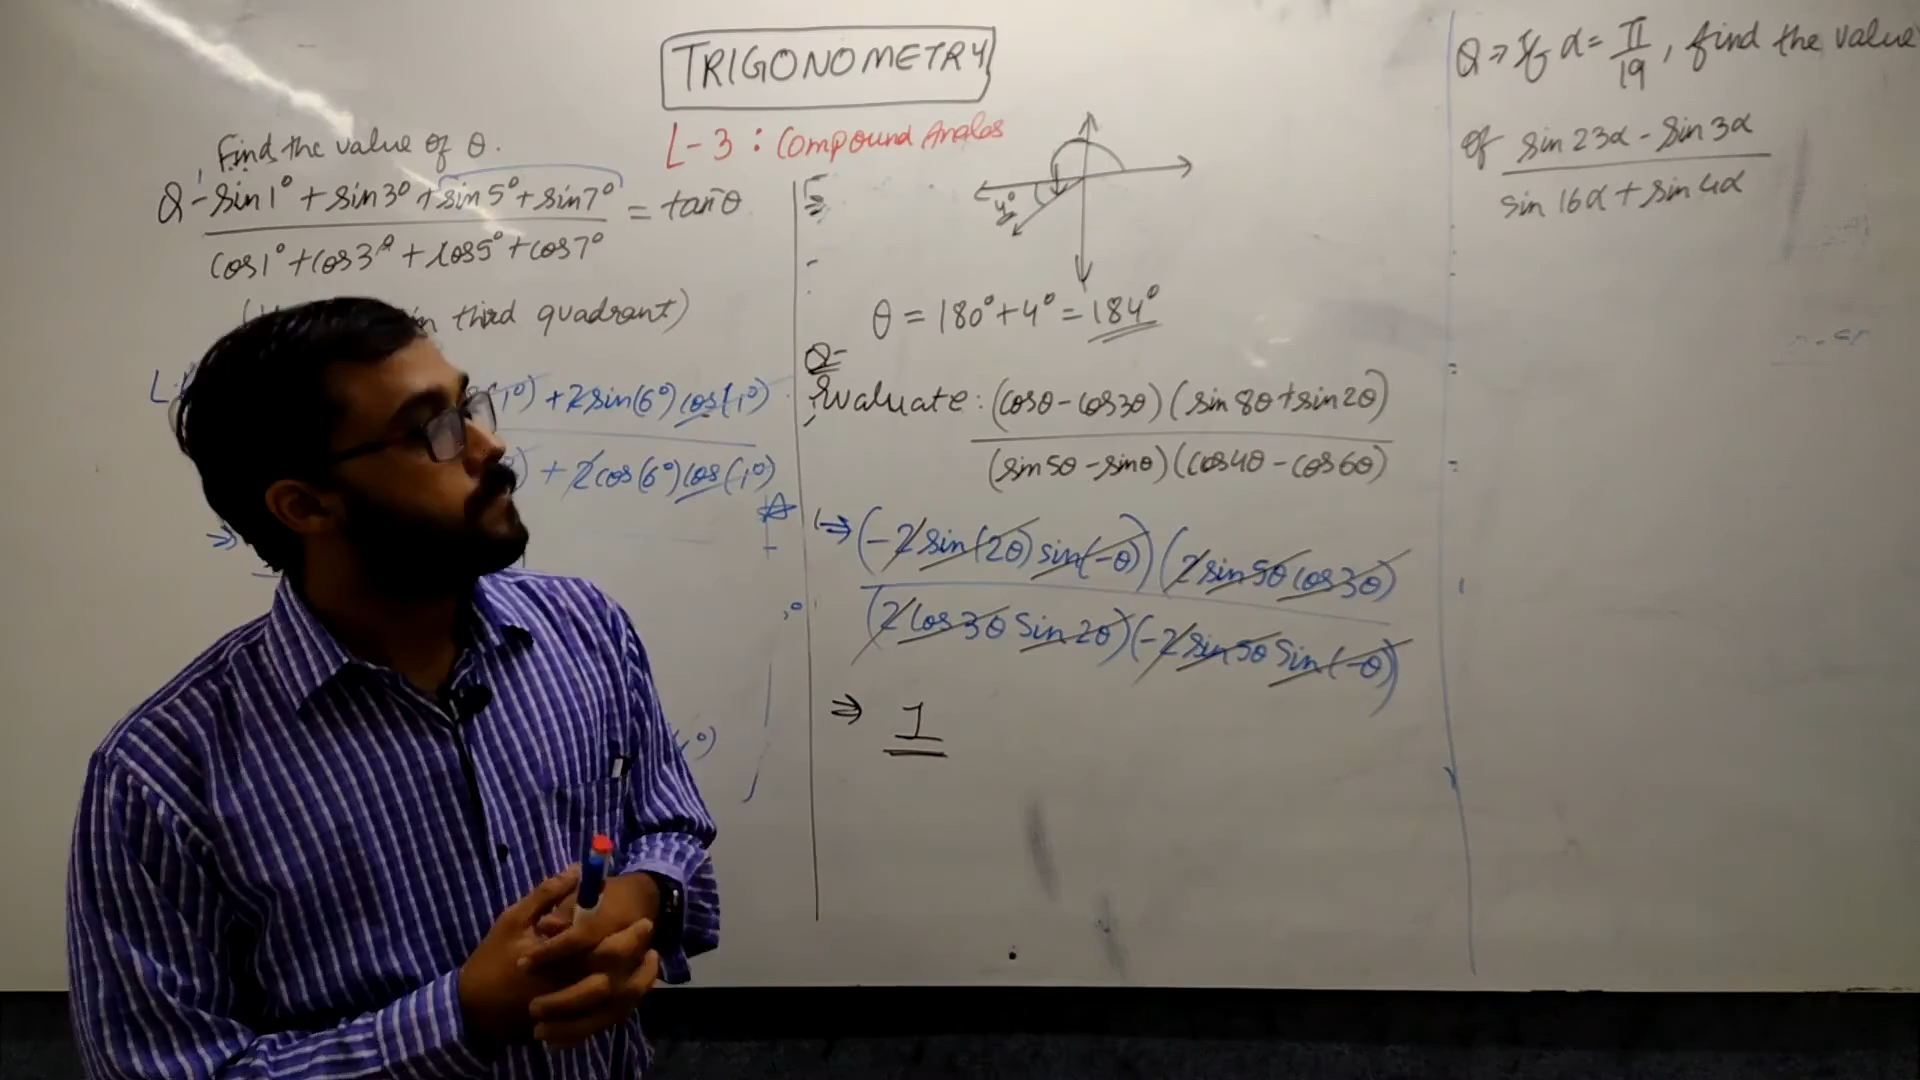 TRIGONOMETRY
L-3 : Compound Angles
Find the value of θ.
Q- sin1° + sin3° + sin5° + sin7° = tanθ
cos1° + cos3° + cos5° + cos7°
in third quadrant)
1°) + 2sin(6°) cos(1°)
) + 2cos(6°) cos(1°)
4°
θ = 180° + 4° = 184°
Q-
Evaluate: (cosθ - cos3θ) (sin 8θ + sin2θ)
(sin5θ - sinθ) (cos4θ - cos6θ)
⇒ (-2sin(2θ) sin(-θ)) (2sin5θ cos3θ)
(2cos3θ sin2θ) (-2sin5θ sin(-θ))
⇒ 1
Q → If α = π/19, find the value
of sin23α - sin3α
sin16α + sin4α